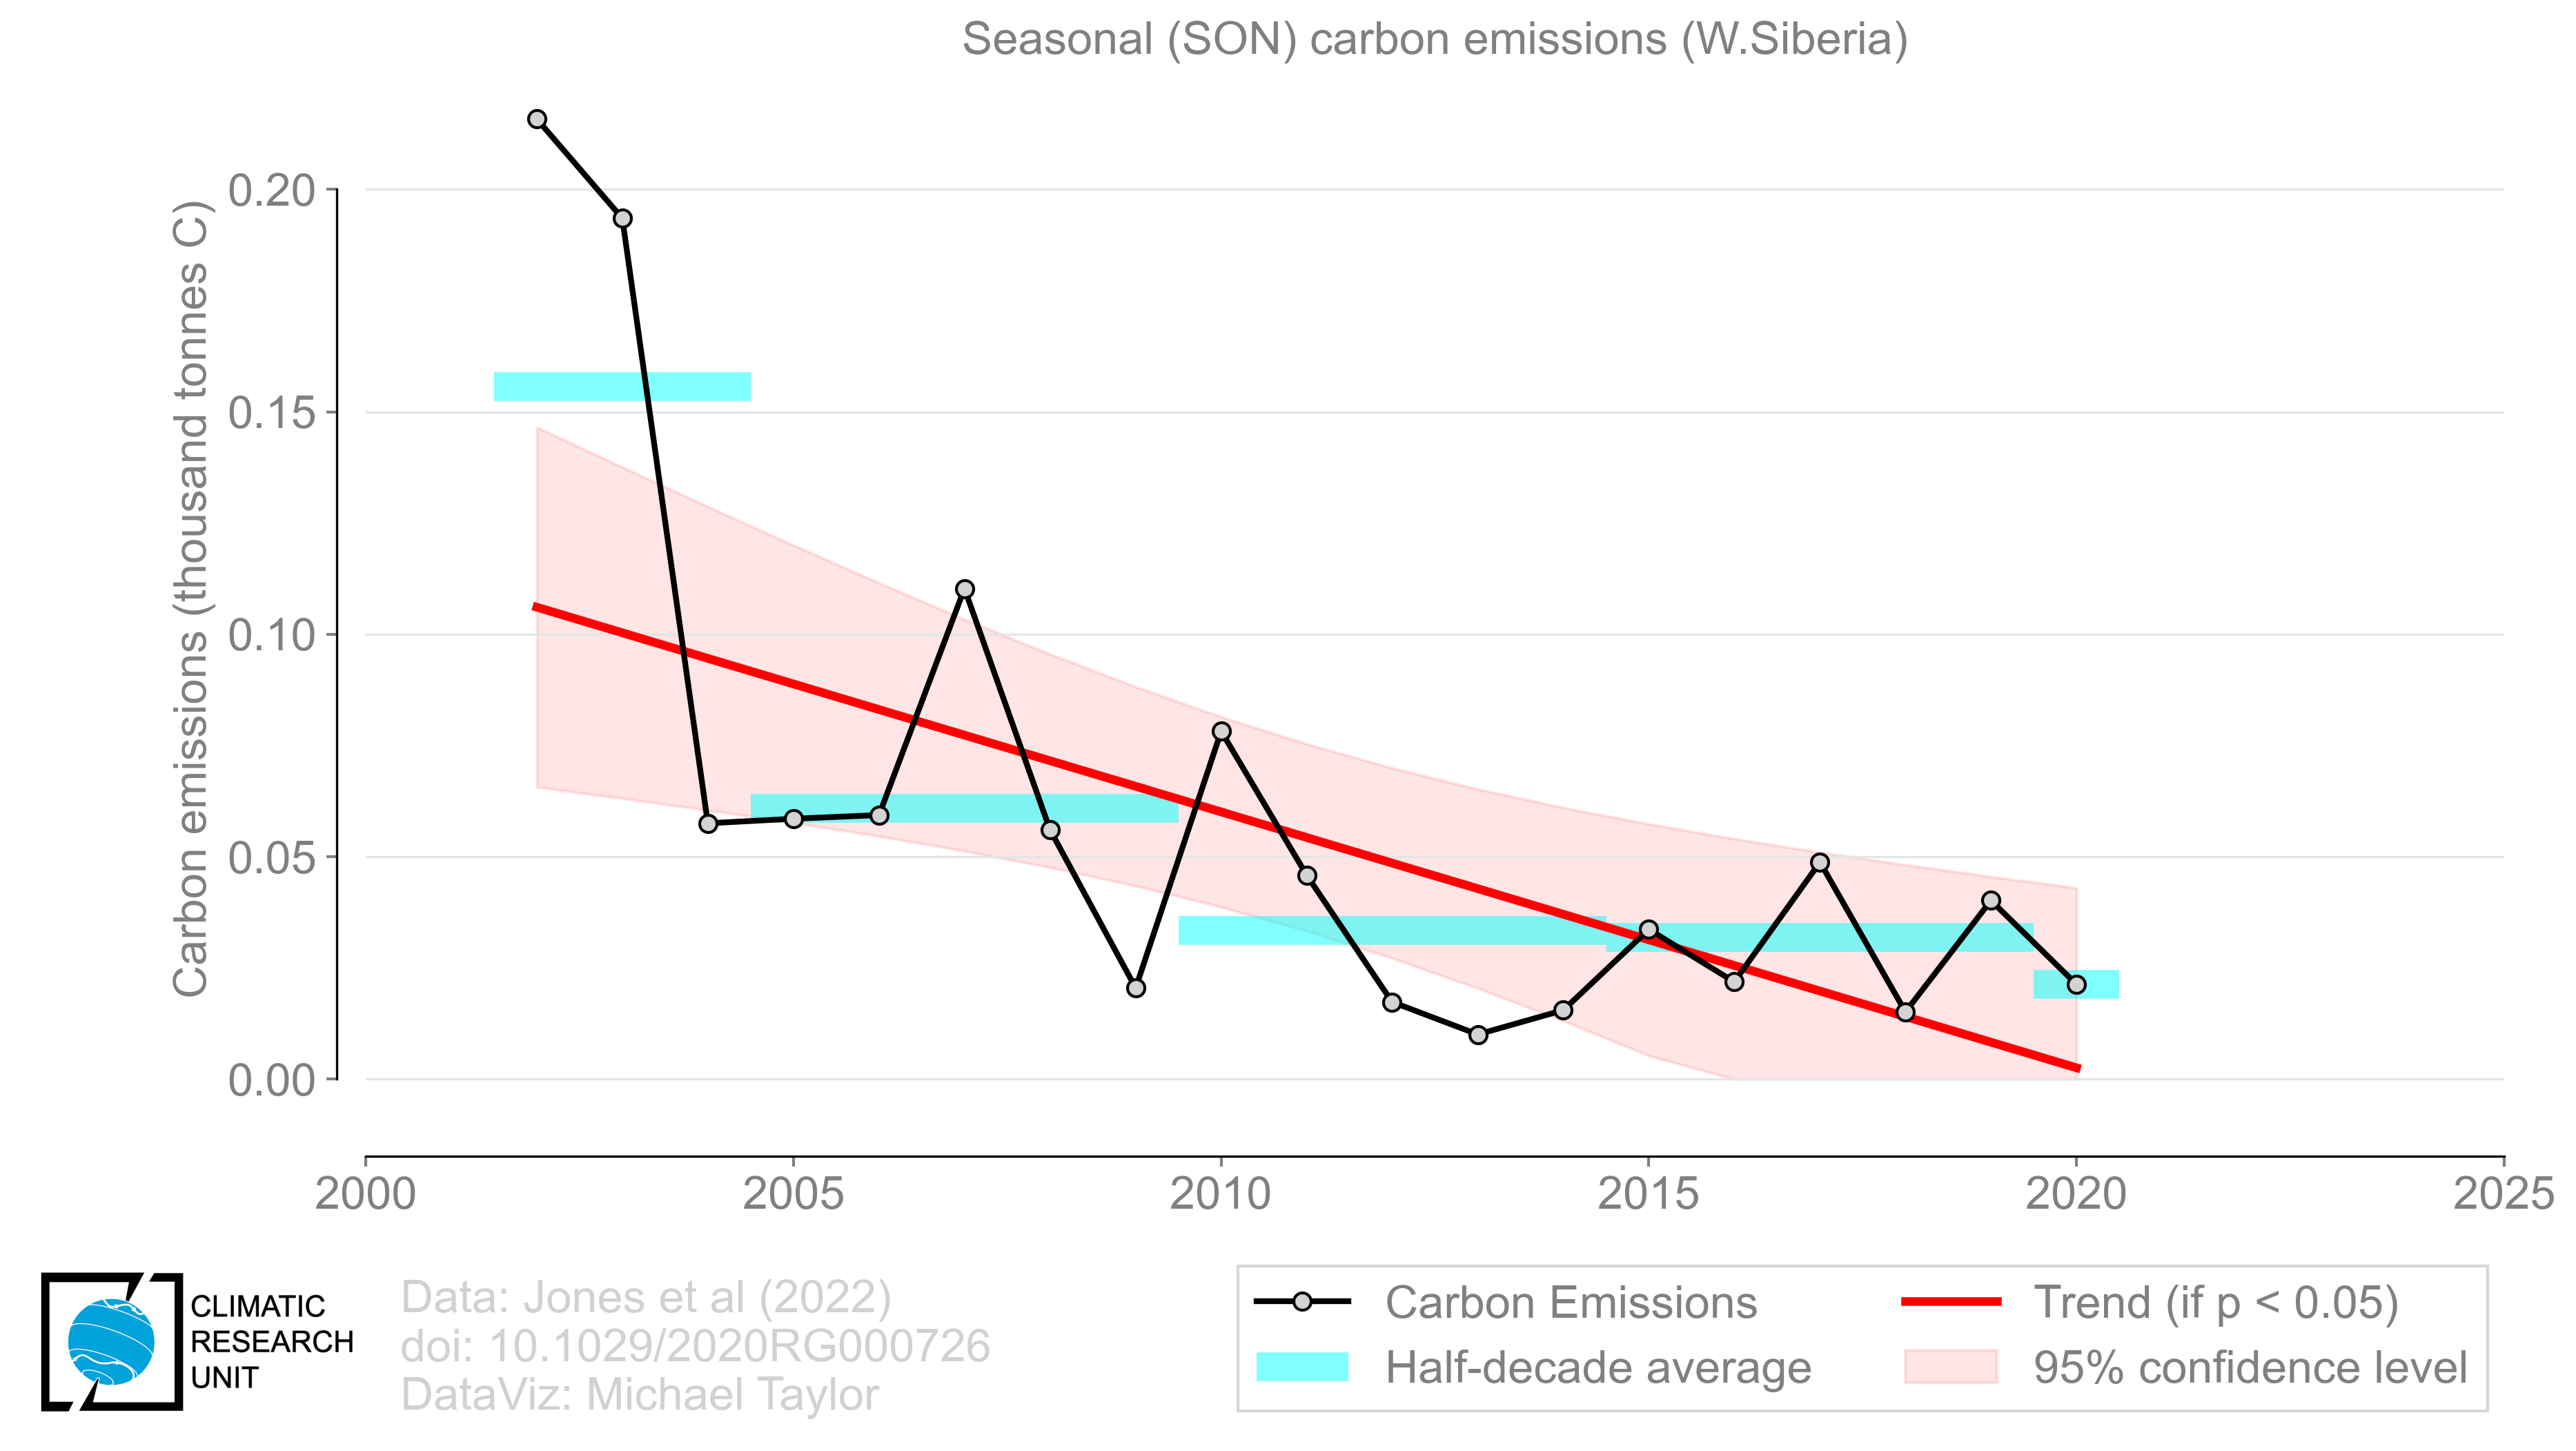 Seasonal (SON) carbon emissions (W.Siberia)
Carbon emissions (thousand tonnes C)
0.20
0.15
0.10
0.05
0.00
2000 2005 2010 2015 2020 2025
CLIMATIC
RESEARCH
UNIT
Data: Jones et al (2022)
doi: 10.1029/2020RG000726
DataViz: Michael Taylor
Carbon Emissions
Half-decade average
Trend (if p < 0.05)
95% confidence level